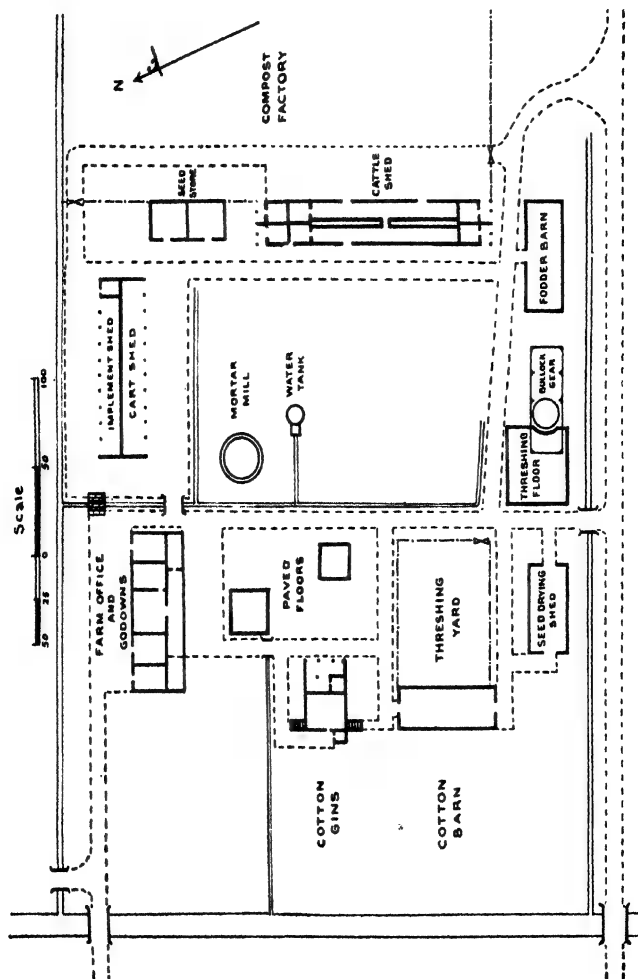 Scale
50 25 0 50 100
N
FARM OFFICE
AND
GODOWNS
IMPLEMENT SHED
CART SHED
SEED
STORE
COMPOST
FACTORY
PAVED
FLOORS
MORTAR
MILL
WATER
TANK
COTTON
GINS
CATTLE
SHED
COTTON
BARN
THRESHING
YARD
SEED DRYING
SHED
THRESHING
FLOOR
BULLOCK
GEAR
FODDER BARN